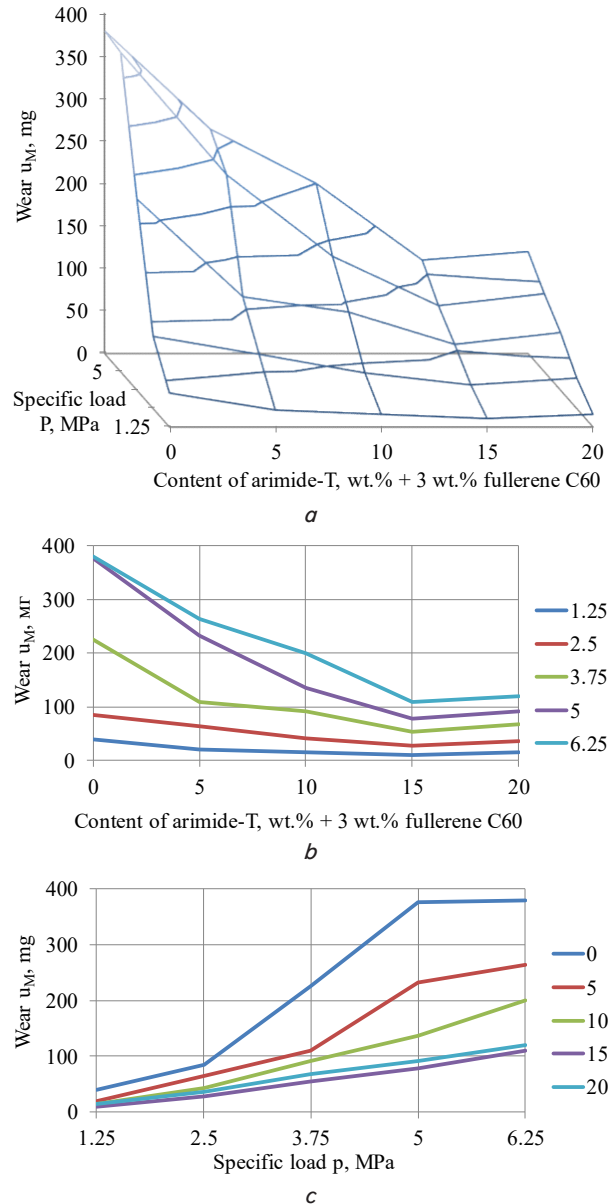 400
350
300
250
200
150
100
50
0
Wear uM, mg
5
Specific load
P, MPa
1.25
0 5 10 15 20
Content of arimide-T, wt.% + 3 wt.% fullerene C60
a
400
300
200
100
0
Wear uM, мг
0 5 10 15 20
1.25
2.5
3.75
5
6.25
Content of arimide-T, wt.% + 3 wt.% fullerene C60
b
400
300
200
100
0
Wear uM, mg
1.25 2.5 3.75 5 6.25
0
5
10
15
20
Specific load p, MPa
c